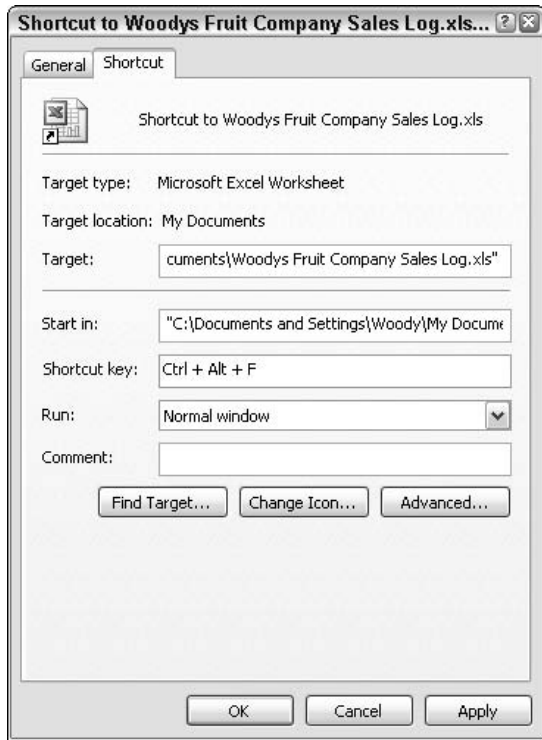 Shortcut to Woodys Fruit Company Sales Log.xls...
General Shortcut
Shortcut to Woodys Fruit Company Sales Log.xls
Target type: Microsoft Excel Worksheet
Target location: My Documents
Target: cuments\Woodys Fruit Company Sales Log.xls"
Start in: "C:\Documents and Settings\Woody\My Docume
Shortcut key: Ctrl + Alt + F
Run: Normal window
Comment:
Find Target... Change Icon... Advanced...
OK Cancel Apply